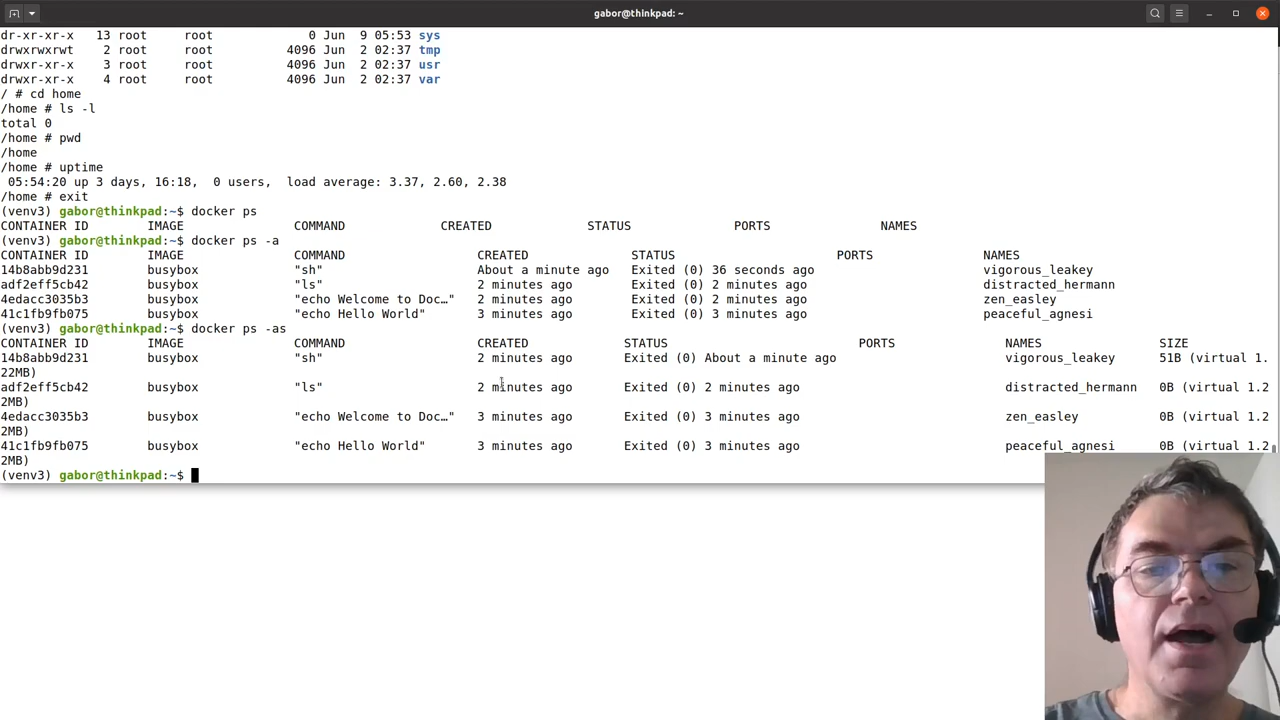 gabor@thinkpad: ~
dr-xr-xr-x 13 root root 0 Jun 9 05:53 sys
drwxrwxrwt 2 root root 4096 Jun 2 02:37 tmp
drwxr-xr-x 3 root root 4096 Jun 2 02:37 usr
drwxr-xr-x 4 root root 4096 Jun 2 02:37 var
/ # cd home
/home # ls -l
total 0
/home # pwd
/home
/home # uptime
05:54:20 up 3 days, 16:18, 0 users, load average: 3.37, 2.60, 2.38
/home # exit
(venv3) gabor@thinkpad:~$ docker ps
CONTAINER ID IMAGE COMMAND CREATED STATUS PORTS NAMES
(venv3) gabor@thinkpad:~$ docker ps -a
CONTAINER ID IMAGE COMMAND CREATED STATUS PORTS NAMES
14b8abb9d231 busybox "sh" About a minute ago Exited (0) 36 seconds ago vigorous_leakey
adf2eff5cb42 busybox "ls" 2 minutes ago Exited (0) 2 minutes ago distracted_hermann
4edacc3035b3 busybox "echo Welcome to Doc…" 2 minutes ago Exited (0) 2 minutes ago zen_easley
41c1fb9fb075 busybox "echo Hello World" 3 minutes ago Exited (0) 3 minutes ago peaceful_agnesi
(venv3) gabor@thinkpad:~$ docker ps -as
CONTAINER ID IMAGE COMMAND CREATED STATUS PORTS NAMES SIZE
14b8abb9d231 busybox "sh" 2 minutes ago Exited (0) About a minute ago vigorous_leakey 51B (virtual 1.
22MB)
adf2eff5cb42 busybox "ls" 2 minutes ago Exited (0) 2 minutes ago distracted_hermann 0B (virtual 1.2
2MB)
4edacc3035b3 busybox "echo Welcome to Doc…" 3 minutes ago Exited (0) 3 minutes ago zen_easley 0B (virtual 1.2
2MB)
41c1fb9fb075 busybox "echo Hello World" 3 minutes ago Exited (0) 3 minutes ago peaceful_agnesi 0B (virtual 1.2
2MB)
(venv3) gabor@thinkpad:~$